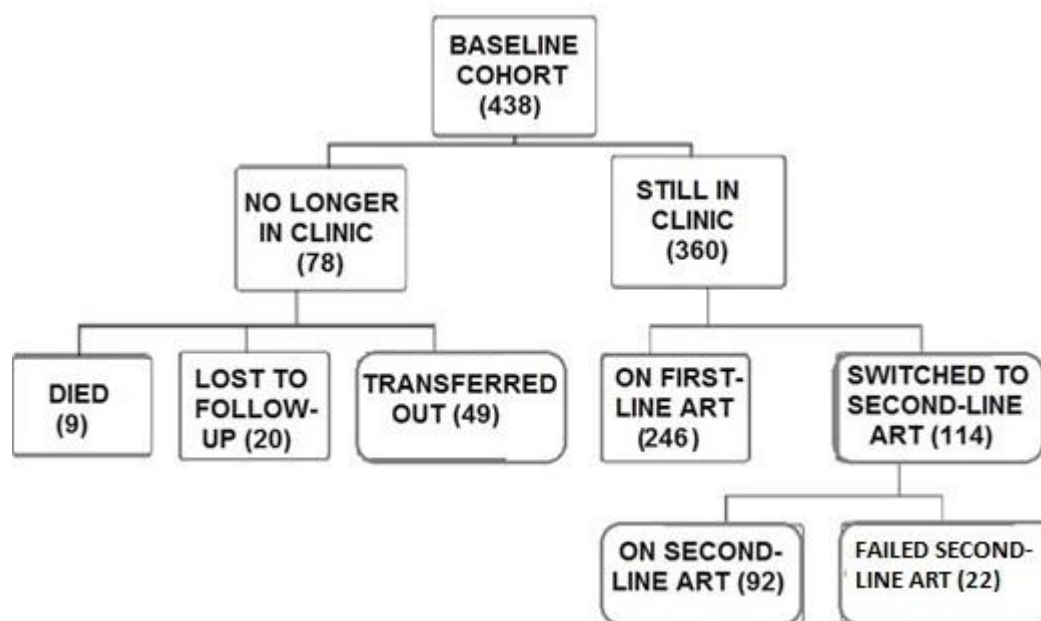 BASELINE
COHORT
(438)
NO LONGER
IN CLINIC
(78)
STILL IN
CLINIC
(360)
DIED
(9)
LOST TO
FOLLOW-
UP (20)
TRANSFERRED
OUT (49)
ON FIRST-
LINE ART
(246)
SWITCHED TO
SECOND-LINE
ART (114)
ON SECOND-
LINE ART (92)
FAILED SECOND-
LINE ART (22)